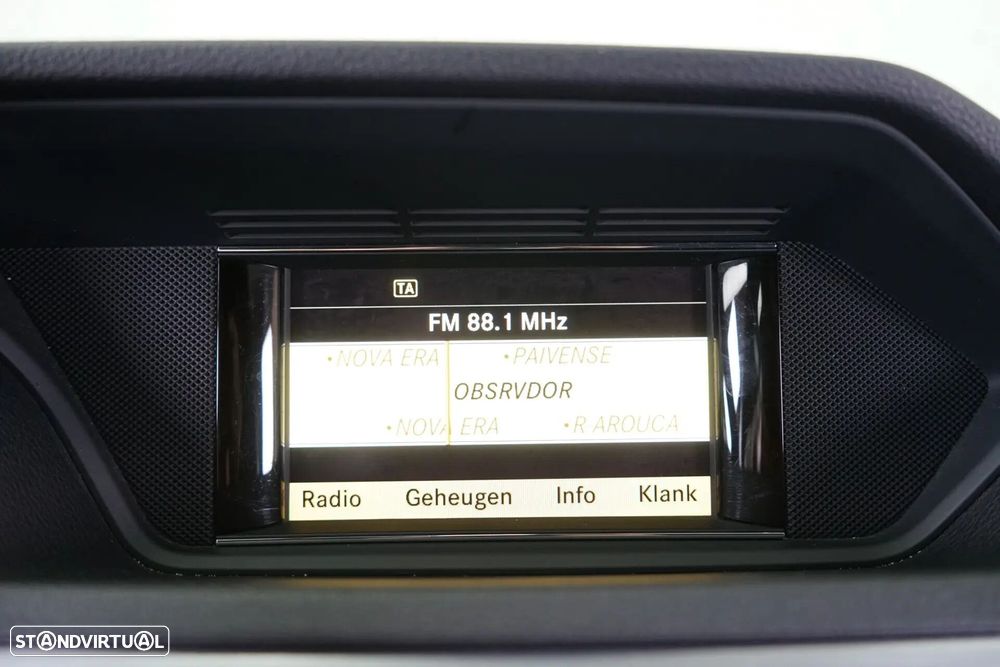 TA
FM 88.1 MHz
•NOVA ERA •PAIVENSE
OBSRVDOR
•NOVA ERA •R AROUCA
Radio Geheugen Info Klank
STANDVIRTUAL